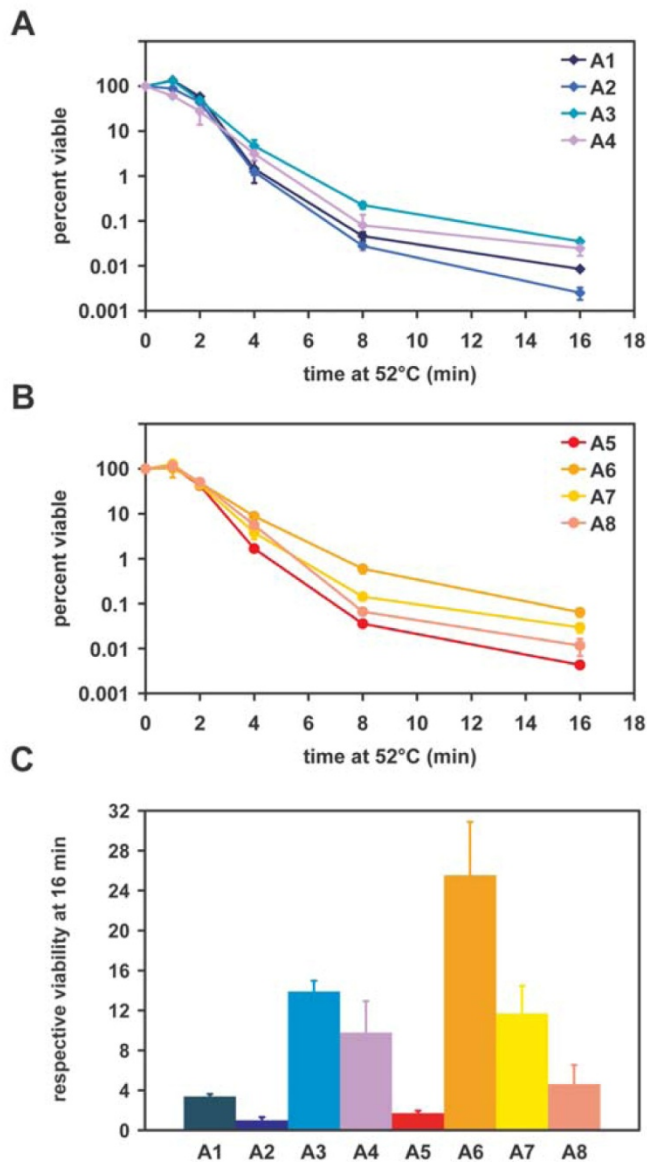 A
100
10
1
0.1
0.01
0.001
percent viable
A1
A2
A3
A4
0 2 4 6 8 10 12 14 16 18
time at 52°C (min)
B
100
10
1
0.1
0.01
0.001
percent viable
A5
A6
A7
A8
0 2 4 6 8 10 12 14 16 18
time at 52°C (min)
C
32
28
24
20
16
12
8
4
0
respective viability at 16 min
A1 A2 A3 A4 A5 A6 A7 A8